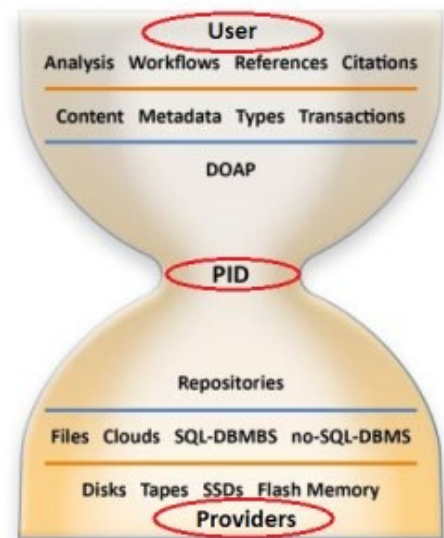 User
Analysis Workflows References Citations
Content Metadata Types Transactions
DOAP
PID
Repositories
Files Clouds SQL-DBMBS no-SQL-DBMS
Disks Tapes SSDs Flash Memory
Providers